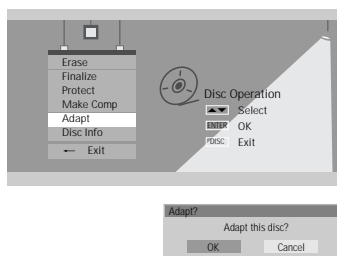 Erase
Finalize
Protect
Make Comp
Adapt
Disc Info
Exit
Disc Operation
Select
ENTER OK
DISC Exit
Adapt?
Adapt this disc?
OK Cancel